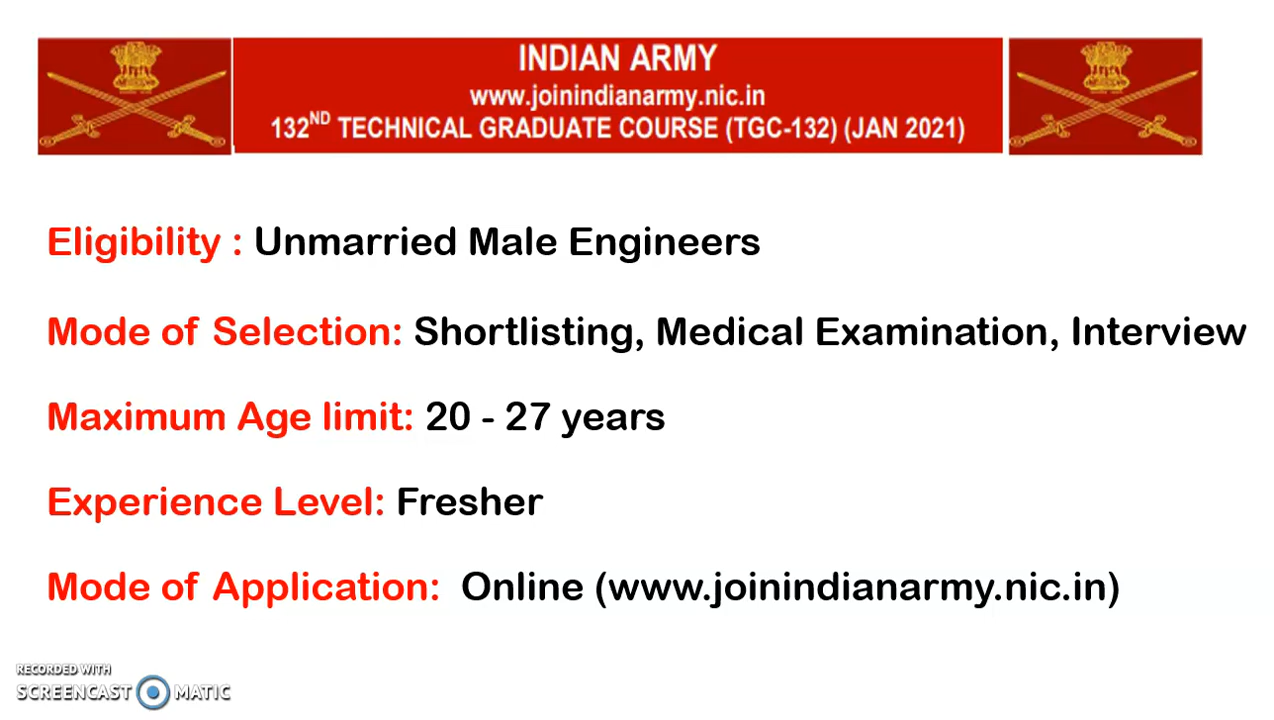 INDIAN ARMY
www.joinindianarmy.nic.in
132ND TECHNICAL GRADUATE COURSE (TGC-132) (JAN 2021)
Eligibility : Unmarried Male Engineers
Mode of Selection: Shortlisting, Medical Examination, Interview
Maximum Age limit: 20 - 27 years
Experience Level: Fresher
Mode of Application: Online (www.joinindianarmy.nic.in)
RECORDED WITH
SCREENCAST MATIC